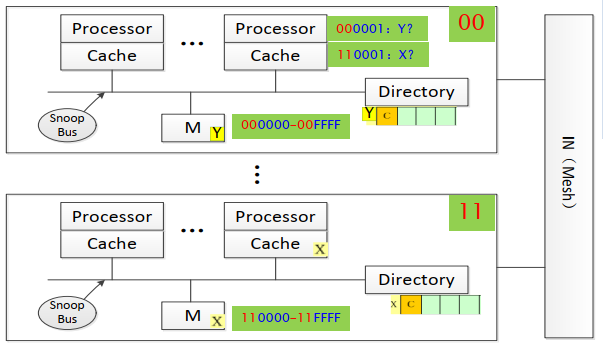 Processor
Cache
...
Processor
Cache
000001: Y?
110001: X?
00
Snoop
Bus
M Y
000000-00FFFF
Directory
Y C
...
IN (Mesh)
Processor
Cache
...
Processor
Cache X
11
Snoop
Bus
M X
110000-11FFFF
Directory
X C